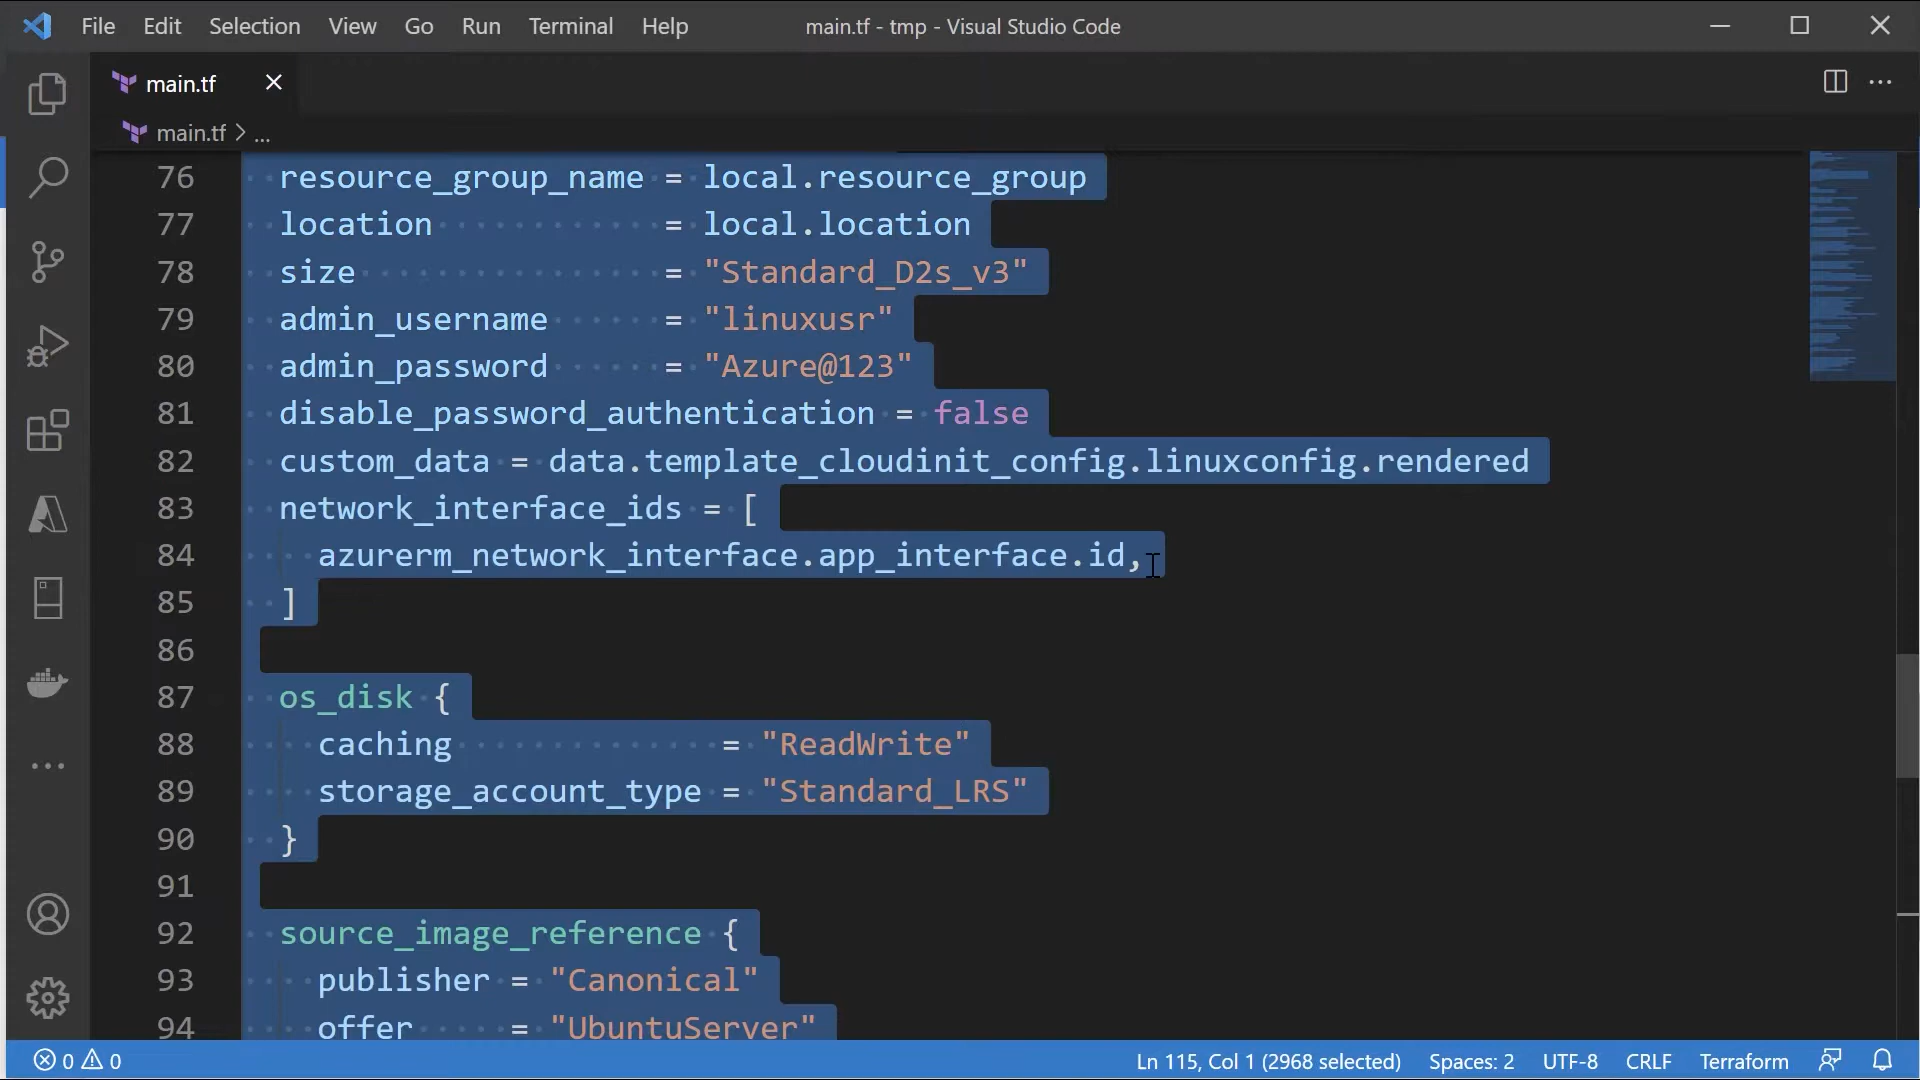 File Edit Selection View Go Run Terminal Help main.tf - tmp - Visual Studio Code
main.tf
main.tf > ...
76 resource_group_name = local.resource_group
77 location = local.location
78 size = "Standard_D2s_v3"
79 admin_username = "linuxusr"
80 admin_password = "Azure@123"
81 disable_password_authentication = false
82 custom_data = data.template_cloudinit_config.linuxconfig.rendered
83 network_interface_ids = [
84 azurerm_network_interface.app_interface.id,
85 ]
86
87 os_disk {
88 caching = "ReadWrite"
89 storage_account_type = "Standard_LRS"
90 }
91
92 source_image_reference {
93 publisher = "Canonical"
94 offer = "UbuntuServer"
0 0 Ln 115, Col 1 (2968 selected) Spaces: 2 UTF-8 CRLF Terraform